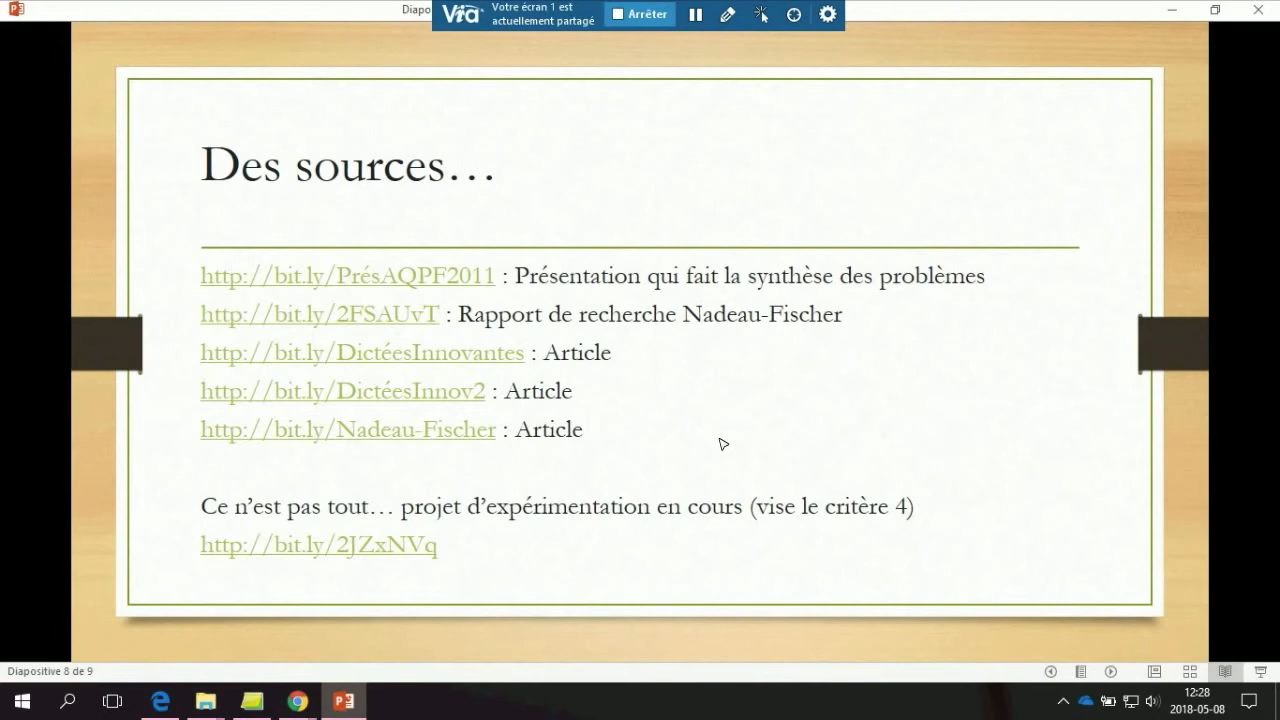 Diapo
Via
Votre écran 1 est
actuellement partagé
Arrêter
Des sources…
http://bit.ly/PrésAQPF2011 : Présentation qui fait la synthèse des problèmes
http://bit.ly/2FSAUvT : Rapport de recherche Nadeau-Fischer
http://bit.ly/DictéesInnovantes : Article
http://bit.ly/DictéesInnov2 : Article
http://bit.ly/Nadeau-Fischer : Article
Ce n’est pas tout… projet d’expérimentation en cours (vise le critère 4)
http://bit.ly/2JZxNVq
Diapositive 8 de 9
12:28
2018-05-08